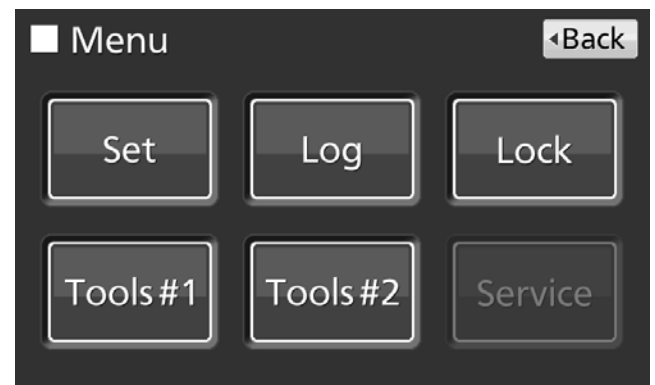 Menu
◂Back
Set
Log
Lock
Tools #1
Tools #2
Service